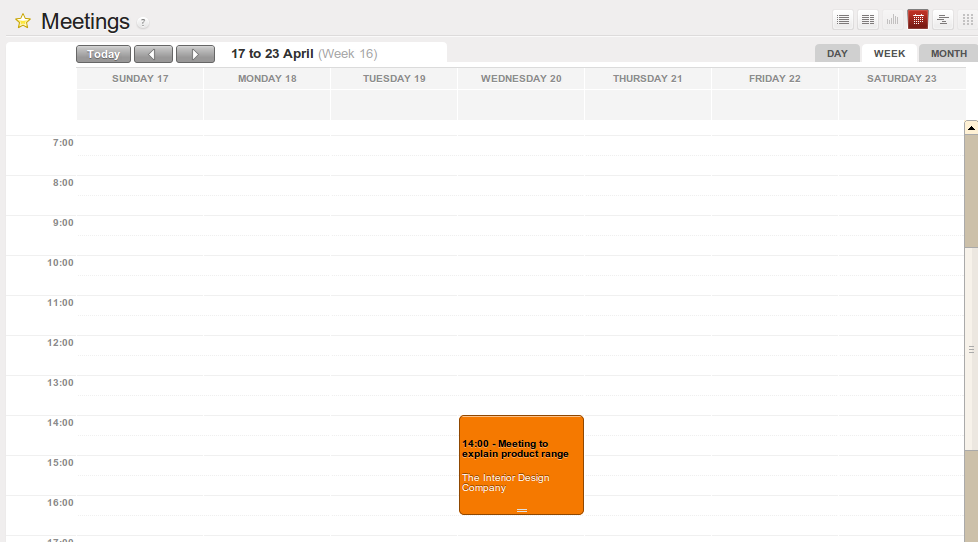 Meetings ?
Today 17 to 23 April (Week 16) DAY WEEK MONTH
SUNDAY 17 MONDAY 18 TUESDAY 19 WEDNESDAY 20 THURSDAY 21 FRIDAY 22 SATURDAY 23
7:00
8:00
9:00
10:00
11:00
12:00
13:00
14:00
14:00 - Meeting to
explain product range
15:00
The Interior Design
Company
16:00
17:00